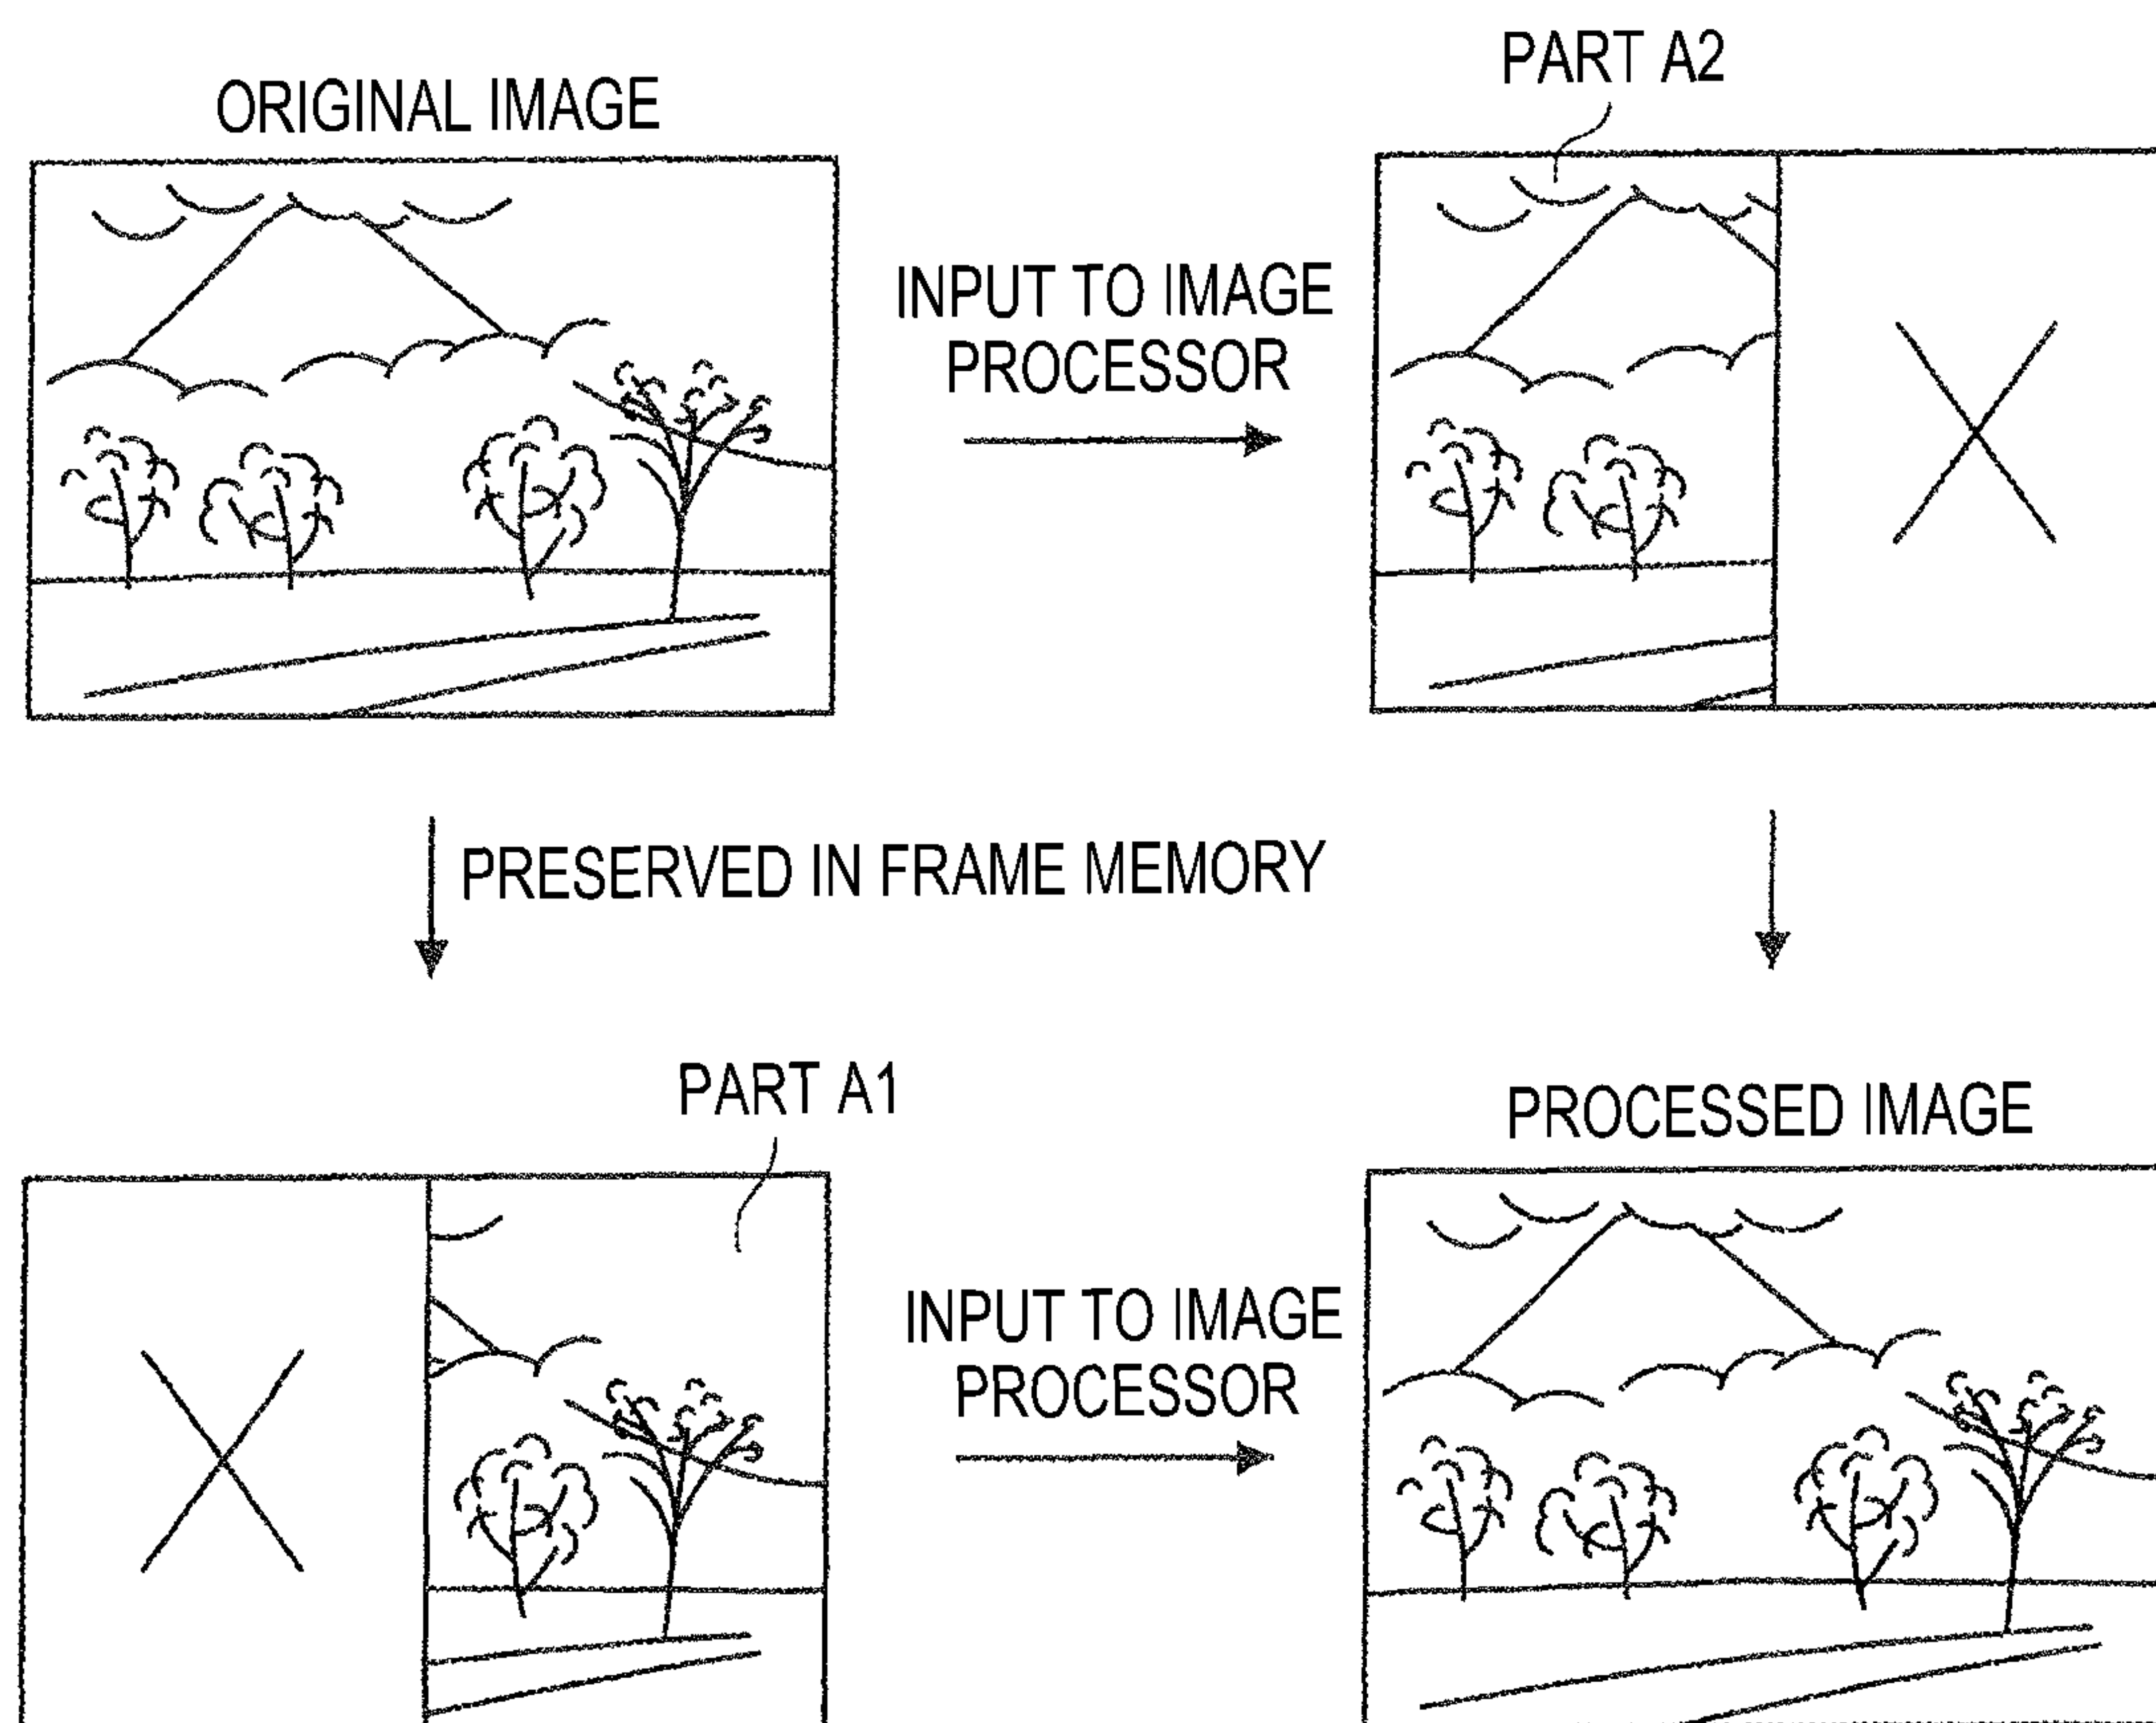 PART A2
ORIGINAL IMAGE
INPUT TO IMAGE
PROCESSOR
PRESERVED IN FRAME MEMORY
PART A1
PROCESSED IMAGE
INPUT TO IMAGE
PROCESSOR